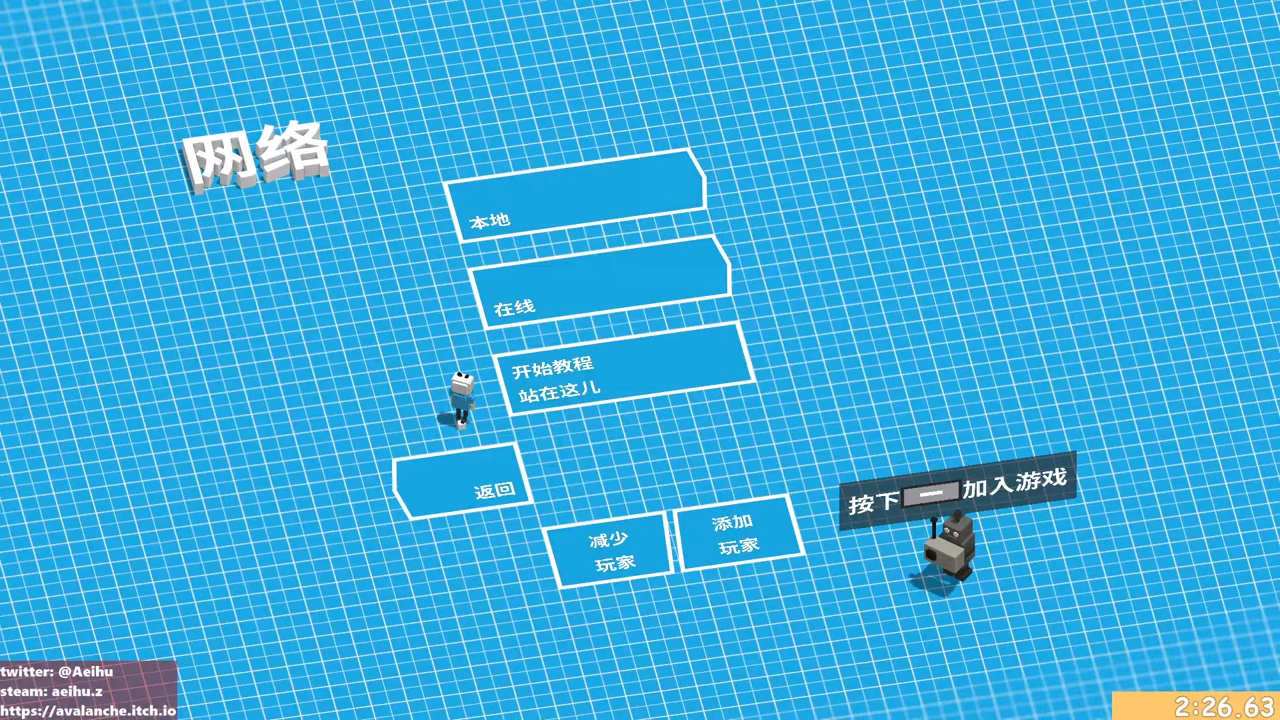 网络
本地
在线
开始教程
站在这儿
返回
减少
玩家
添加
玩家
按下 加入游戏
twitter: @Aeihu
steam: aeihu.z
https://avalanche.itch.io
2:26.63